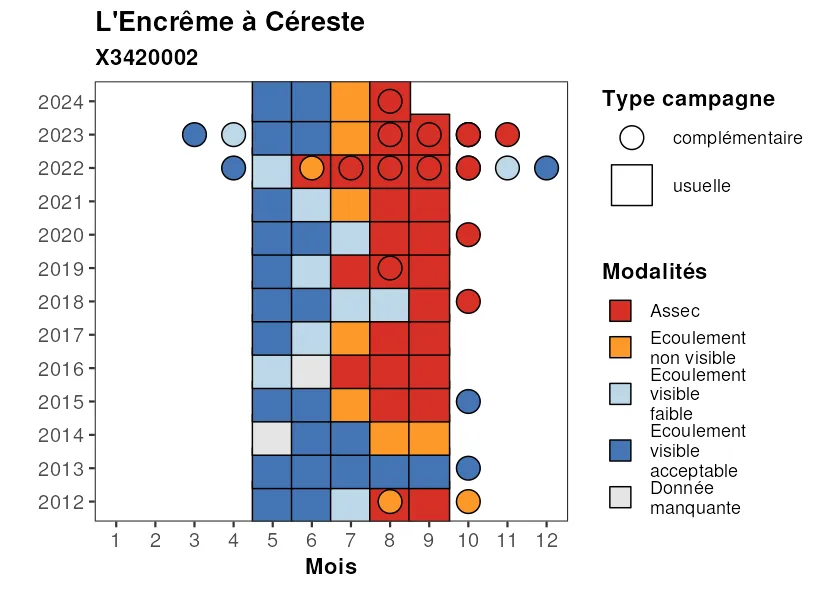 L'Encrême à Céreste
X3420002
2024
2023
2022
2021
2020
2019
2018
2017
2016
2015
2014
2013
2012
1 2 3 4 5 6 7 8 9 10 11 12
Mois
Type campagne
complémentaire
usuelle
Modalités
Assec
Ecoulement
non visible
Ecoulement
visible
faible
Ecoulement
visible
acceptable
Donnée
manquante